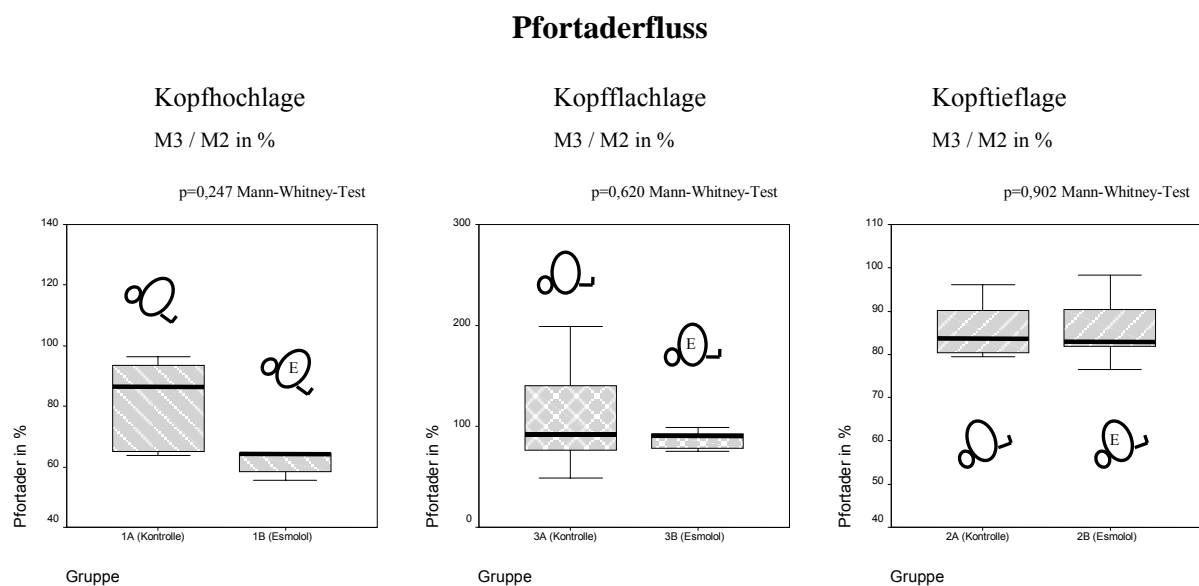 Pfortaderfluss
Kopfhochlage
M3 / M2 in %
p=0,247 Mann-Whitney-Test
Pfortader in %
140
120
100
80
60
40
E
1A (Kontrolle) 1B (Esmolol)
Gruppe
Kopfflachlage
M3 / M2 in %
p=0,620 Mann-Whitney-Test
Pfortader in %
300
200
100
0
E
3A (Kontrolle) 3B (Esmolol)
Gruppe
Kopftieflage
M3 / M2 in %
p=0,902 Mann-Whitney-Test
Pfortader in %
110
100
90
80
70
60
50
40
E
2A (Kontrolle) 2B (Esmolol)
Gruppe